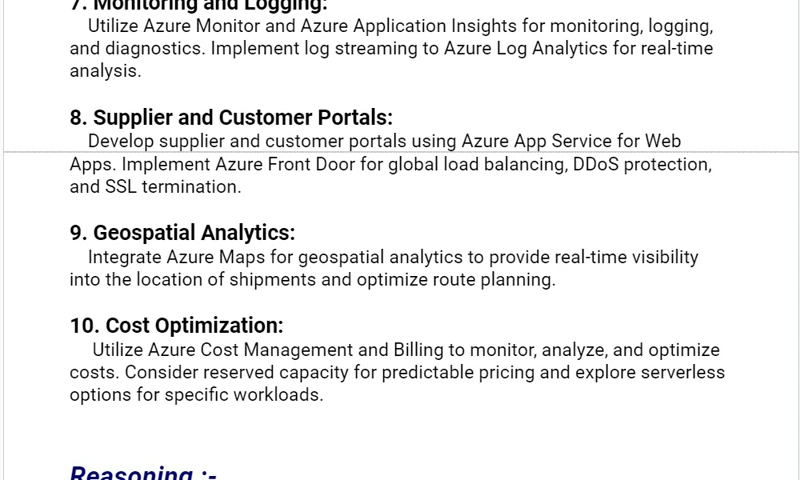 7. Monitoring and Logging:
Utilize Azure Monitor and Azure Application Insights for monitoring, logging,
and diagnostics. Implement log streaming to Azure Log Analytics for real-time
analysis.
8. Supplier and Customer Portals:
Develop supplier and customer portals using Azure App Service for Web
Apps. Implement Azure Front Door for global load balancing, DDoS protection,
and SSL termination.
9. Geospatial Analytics:
Integrate Azure Maps for geospatial analytics to provide real-time visibility
into the location of shipments and optimize route planning.
10. Cost Optimization:
Utilize Azure Cost Management and Billing to monitor, analyze, and optimize
costs. Consider reserved capacity for predictable pricing and explore serverless
options for specific workloads.
Reasoning :-